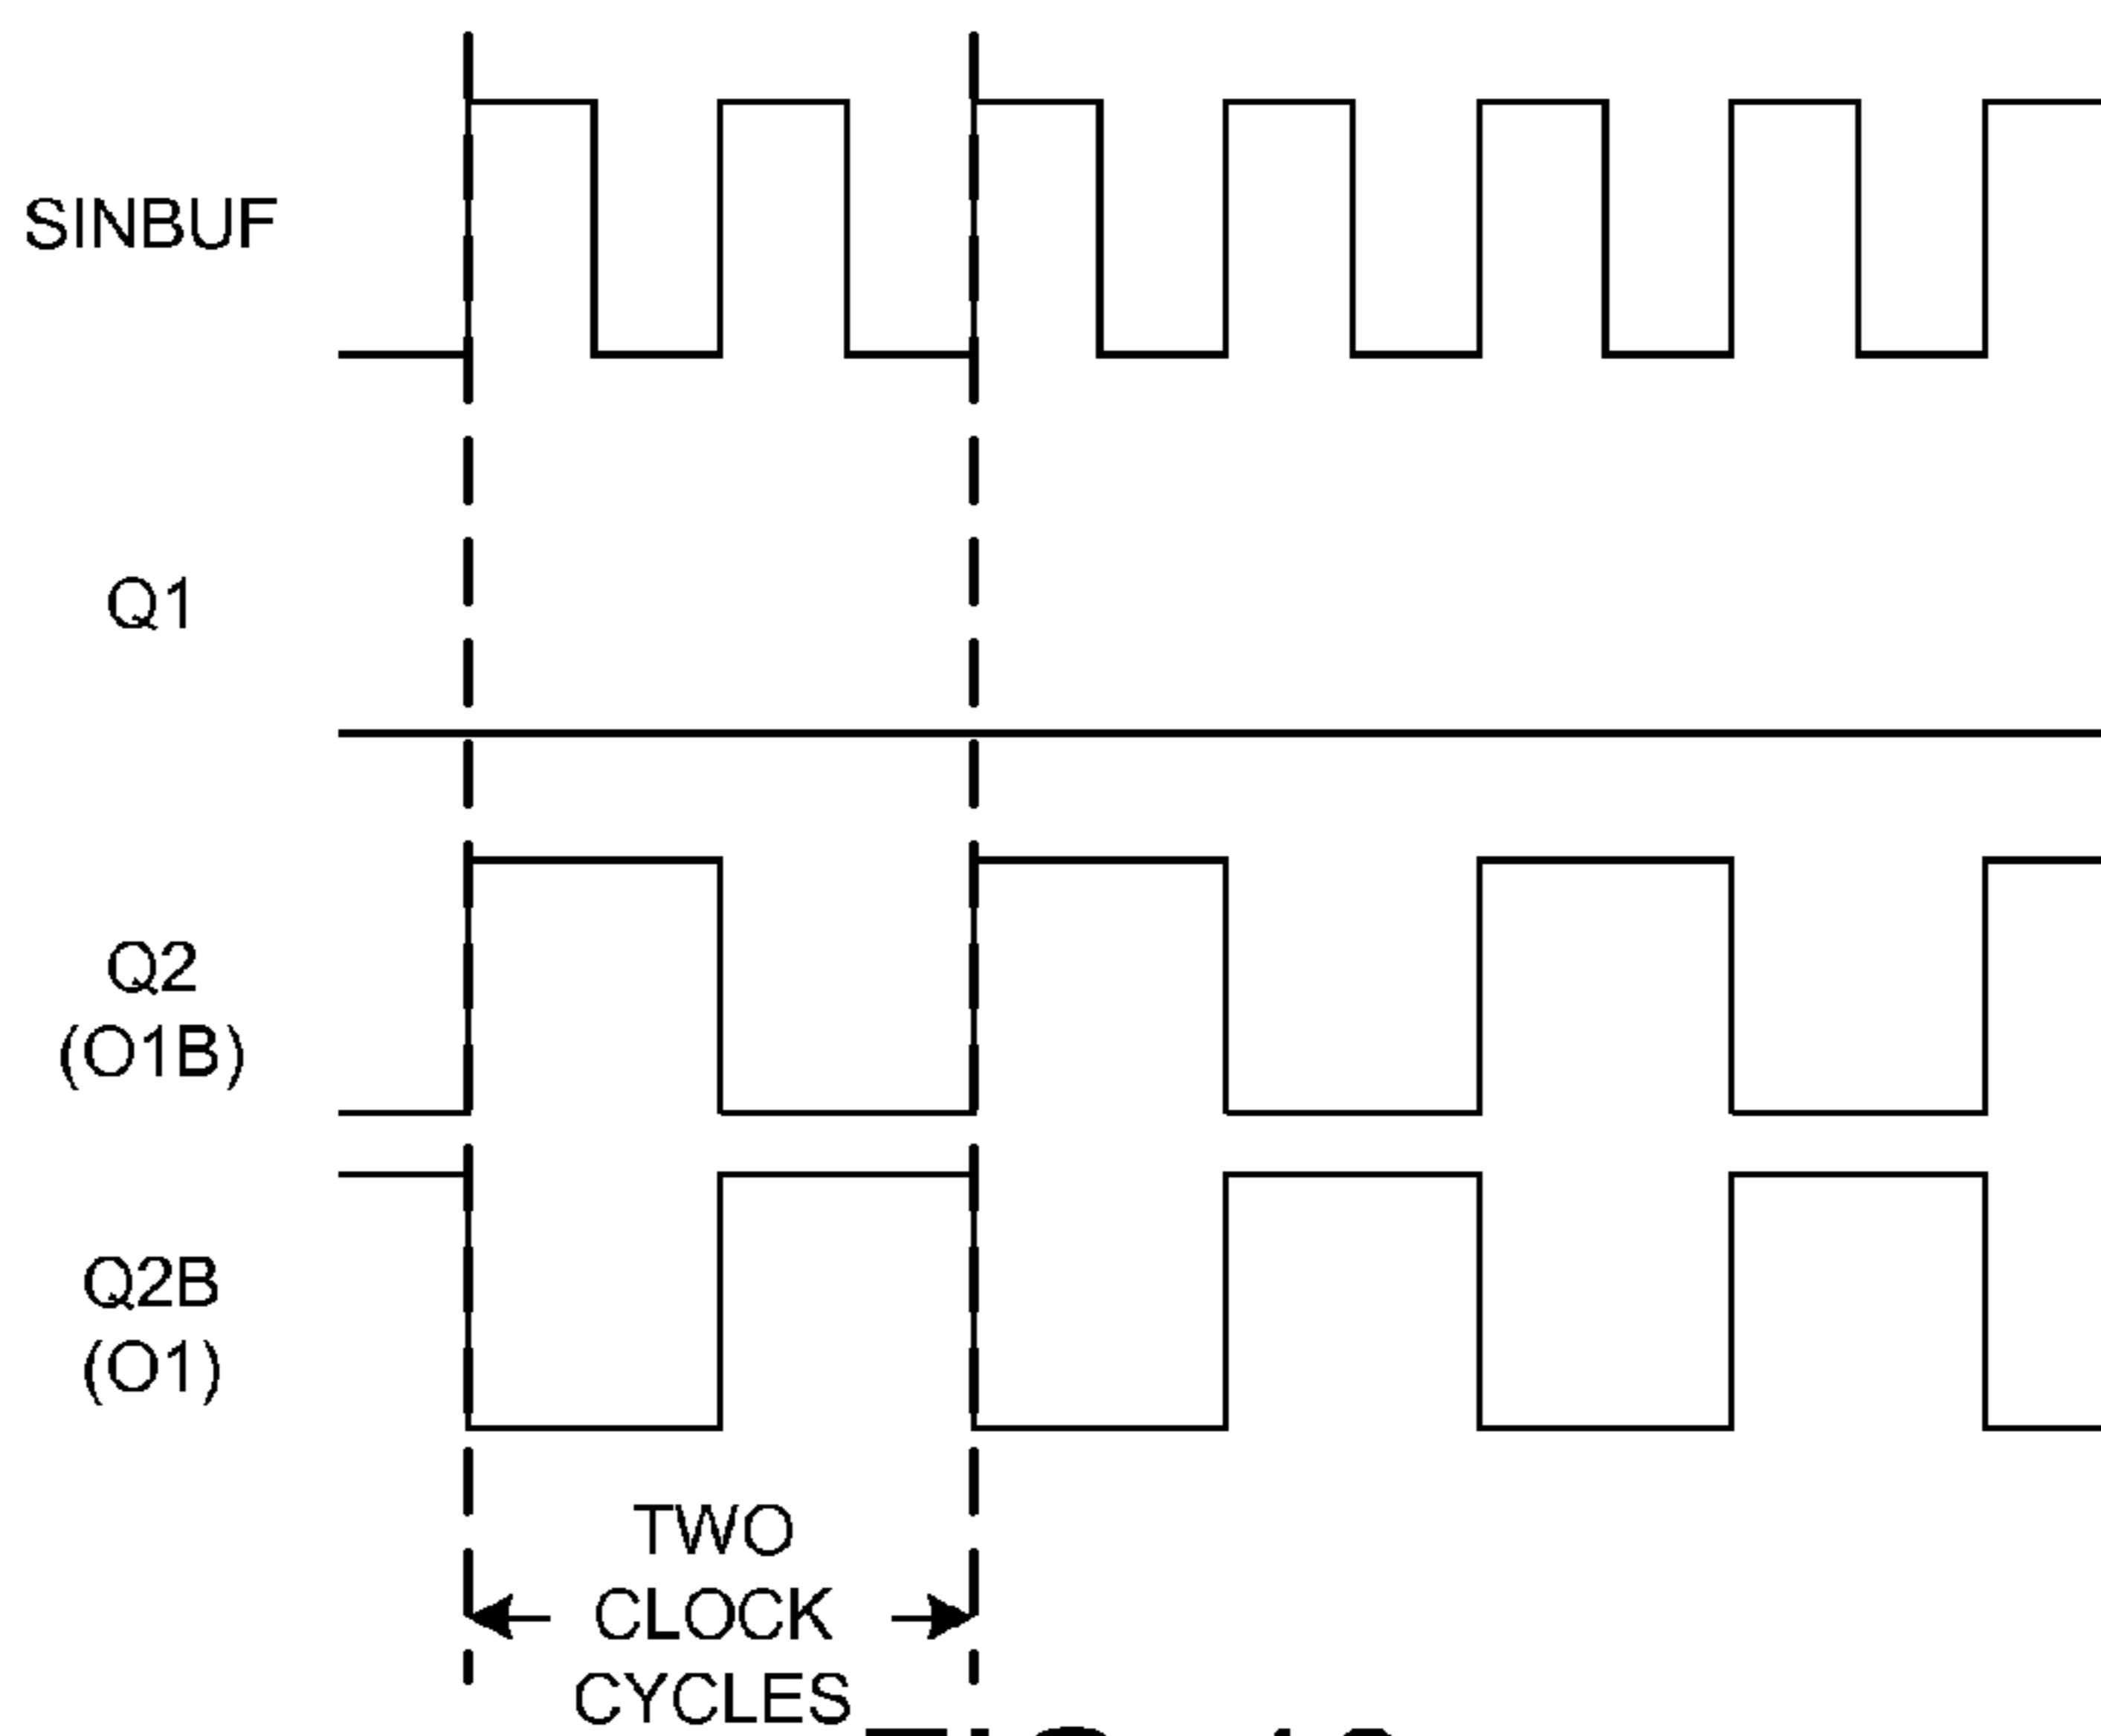 SINBUF
Q1
Q2
(O1B)
Q2B
(O1)
TWO
CLOCK
CYCLES